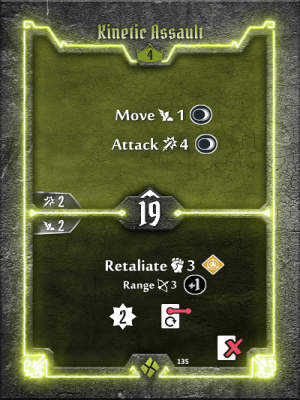 Kinetic Assault
4
Move 1
Attack 4
2
19
2
Retaliate 3
Range 3 +1
2
135